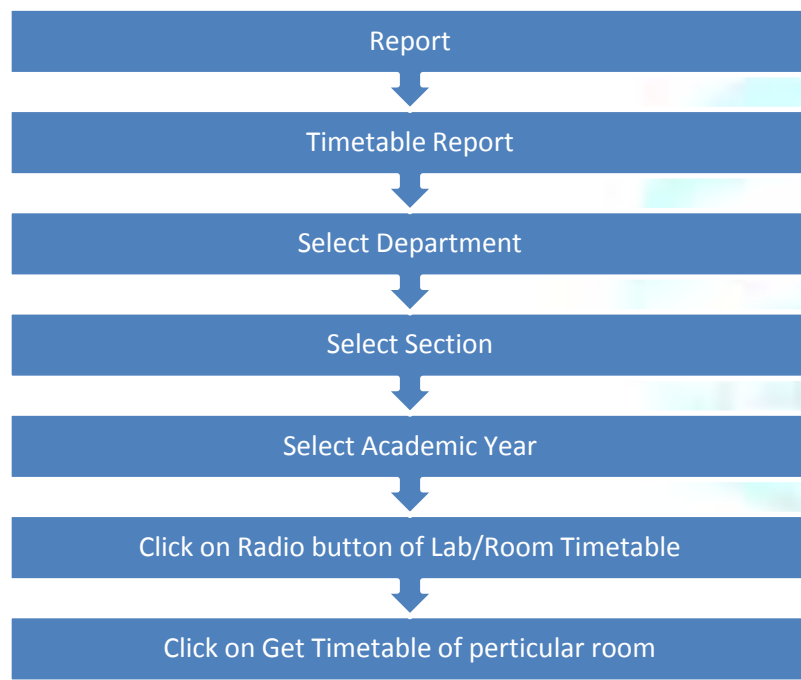 Report
Timetable Report
Select Department
Select Section
Select Academic Year
Click on Radio button of Lab/Room Timetable
Click on Get Timetable of perticular room